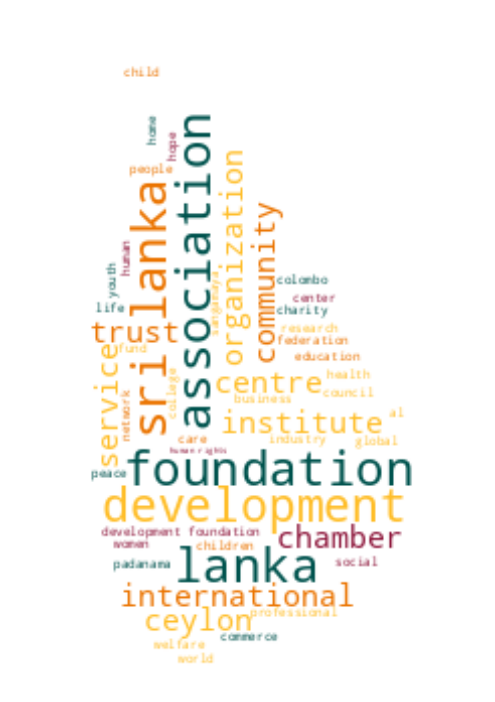 child
home
hope
people
association
organization
sri lanka
community
human
youth
colombo
sangamaya
center
life
charity
trust
research
federation
service
fund
education
college
centre
health
network
business
council
institute
al
care
industry
global
human rights
peace
foundation
development
development foundation
chamber
women
children
padanama
lanka
social
international
professional
ceylon
commerce
welfare
world